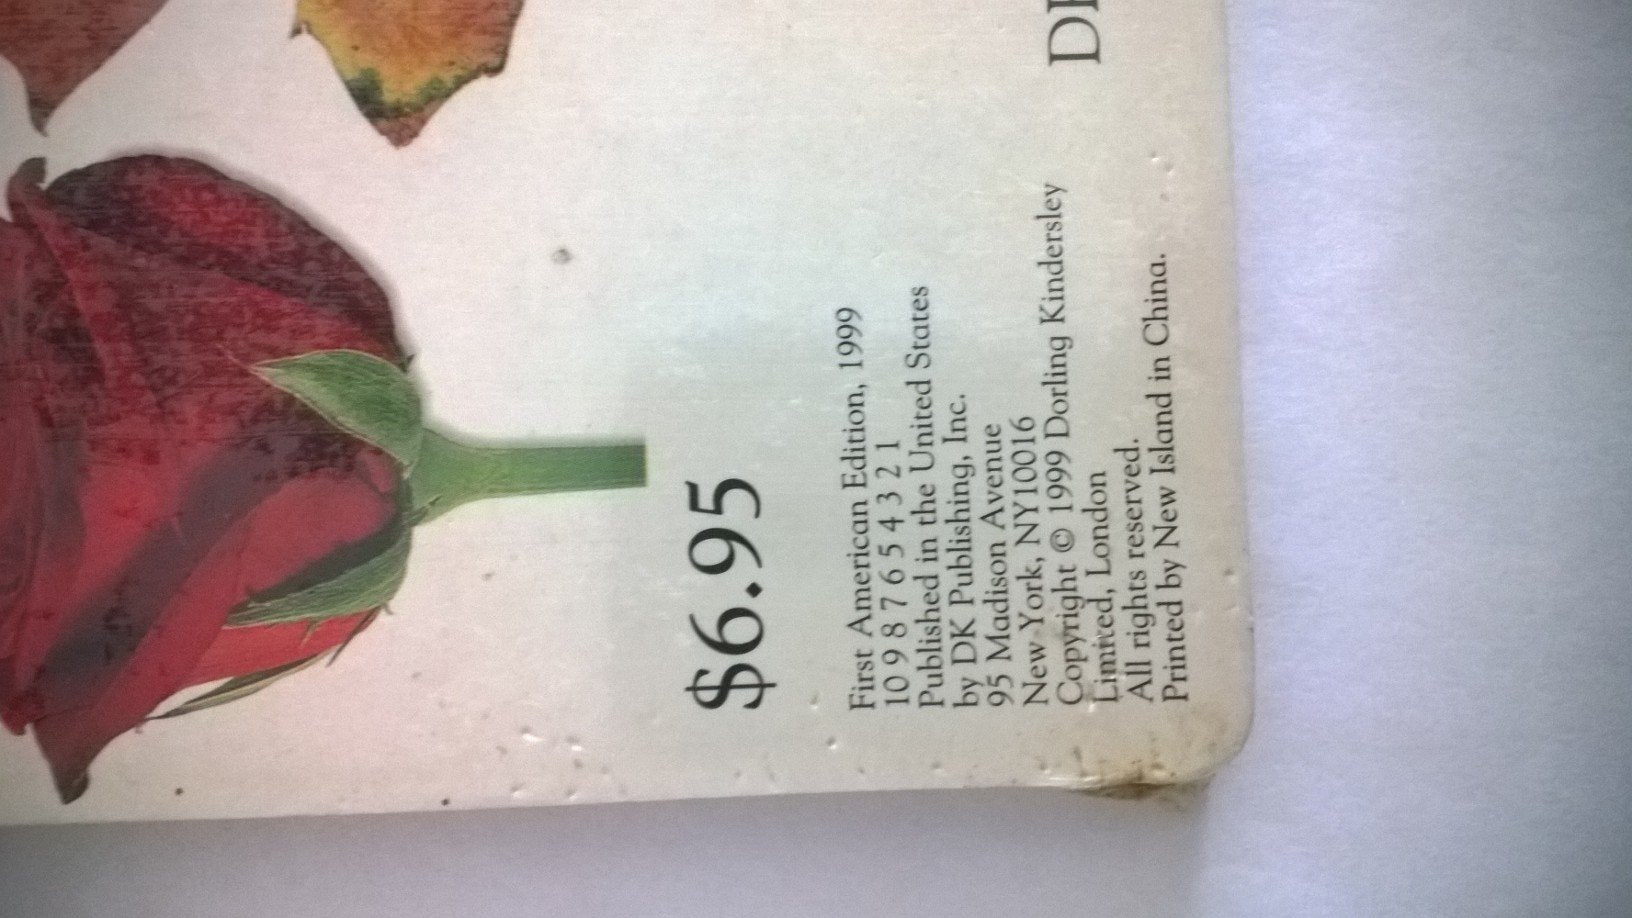 $6.95
First American Edition, 1999
10 9 8 7 6 5 4 3 2 1
Published in the United States
by DK Publishing, Inc.
95 Madison Avenue
New York, NY10016
Copyright © 1999 Dorling Kindersley
Limited, London
All rights reserved.
Printed by New Island in China.